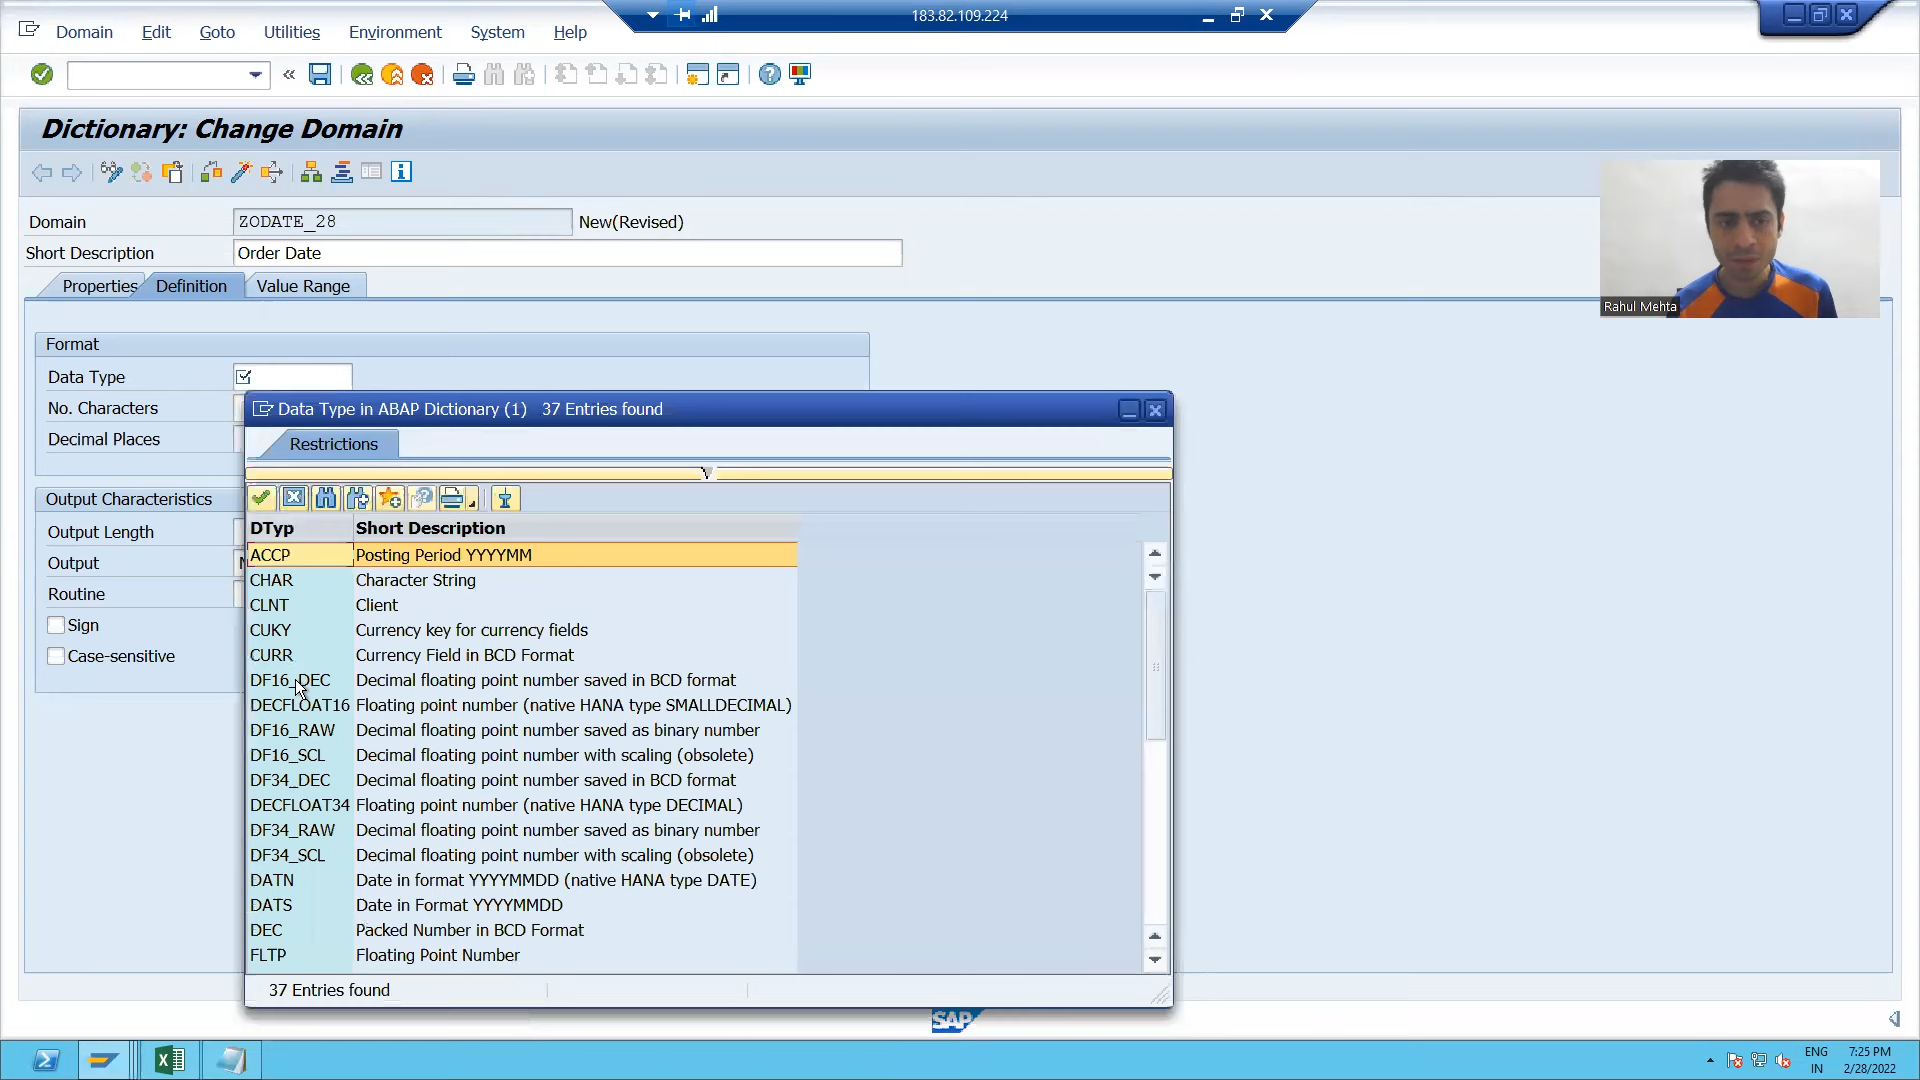 183.82.109.224
Domain Edit Goto Utilities Environment System Help
Dictionary: Change Domain
Domain ZODATE_28 New(Revised)
Short Description Order Date
Properties Definition Value Range
Rahul Mehta
Format
Data Type
No. Characters
Decimal Places
Output Characteristics
Output Length
Output
Routine
Sign
Case-sensitive
Data Type in ABAP Dictionary (1) 37 Entries found
Restrictions
DTyp Short Description
ACCP Posting Period YYYYMM
CHAR Character String
CLNT Client
CUKY Currency key for currency fields
CURR Currency Field in BCD Format
DF16_DEC Decimal floating point number saved in BCD format
DECFLOAT16 Floating point number (native HANA type SMALLDECIMAL)
DF16_RAW Decimal floating point number saved as binary number
DF16_SCL Decimal floating point number with scaling (obsolete)
DF34_DEC Decimal floating point number saved in BCD format
DECFLOAT34 Floating point number (native HANA type DECIMAL)
DF34_RAW Decimal floating point number saved as binary number
DF34_SCL Decimal floating point number with scaling (obsolete)
DATN Date in format YYYYMMDD (native HANA type DATE)
DATS Date in Format YYYYMMDD
DEC Packed Number in BCD Format
FLTP Floating Point Number
37 Entries found
SAP
ENG 7:25 PM
IN 2/28/2022